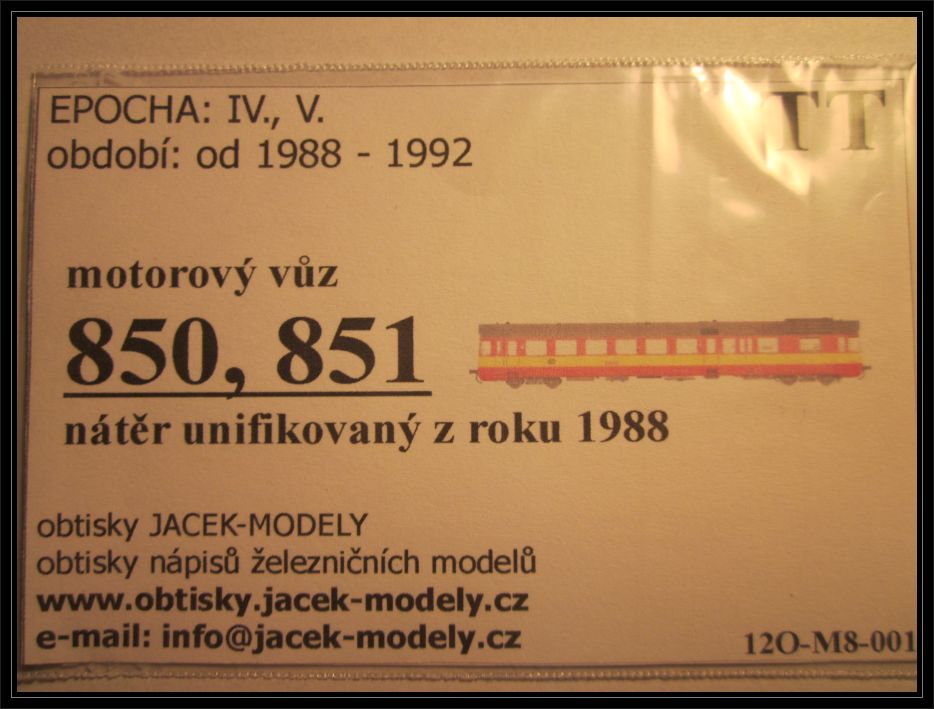 EPOCHA: IV., V.
TT
období: od 1988 - 1992
motorový vůz
850, 851
nátěr unifikovaný z roku 1988
obtisky JACEK-MODELY
obtisky nápisů železničních modelů
www.obtisky.jacek-modely.cz
e-mail: info@jacek-modely.cz
12O-M8-001